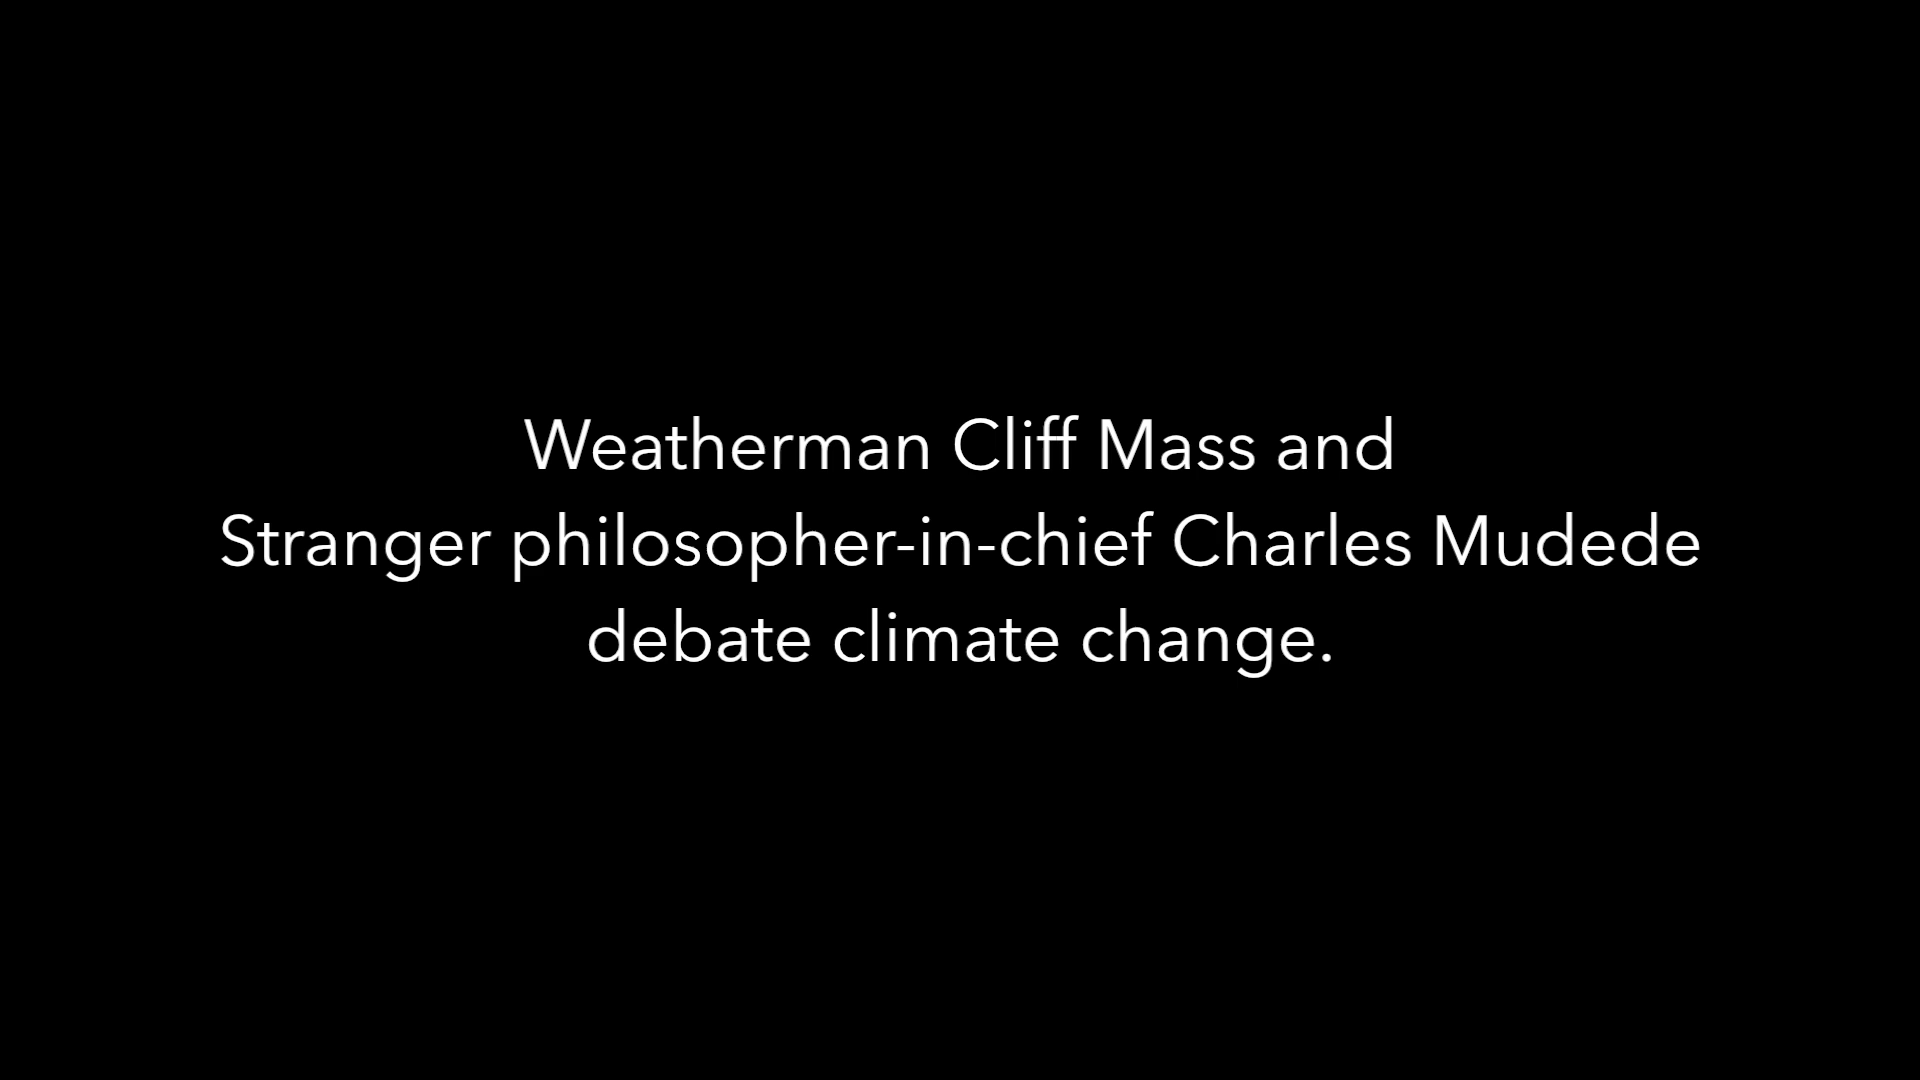 Weatherman Cliff Mass and
Stranger philosopher-in-chief Charles Mudede
debate climate change.